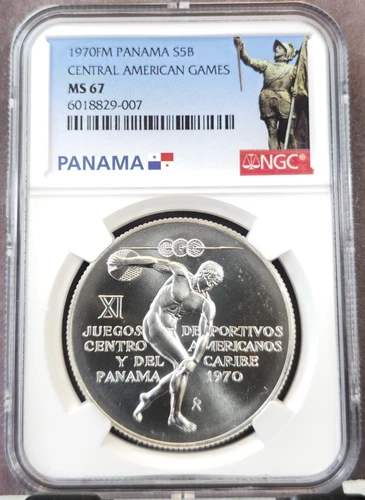 1970FM PANAMA S5B
CENTRAL AMERICAN GAMES
MS 67
6018829-007
PANAMA
NGC
XI
JUEGOS DEPORTIVOS
CENTRO AMERICANOS
Y DEL CARIBE
PANAMA 1970